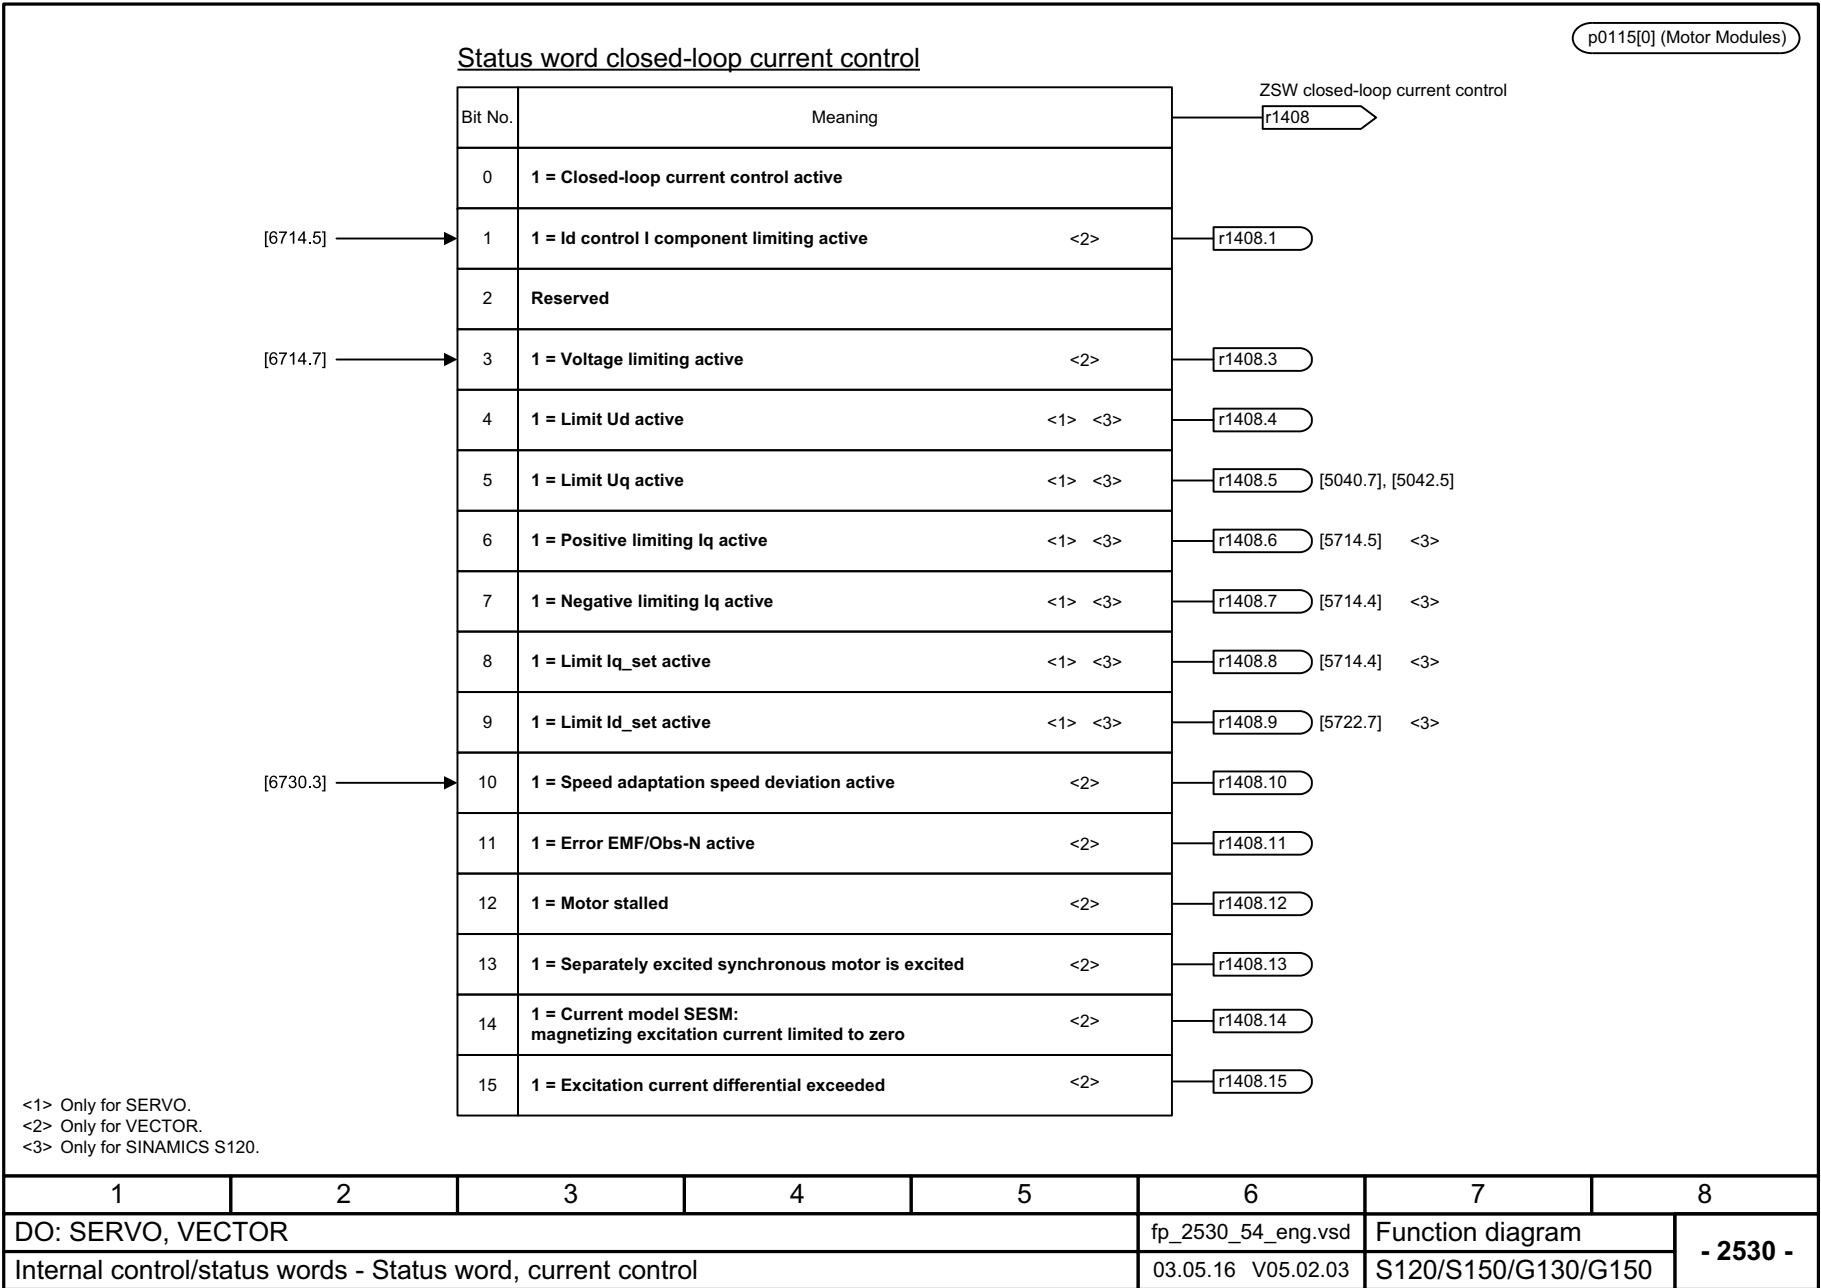 p0115[0] (Motor Modules)
Status word closed-loop current control
ZSW closed-loop current control
Bit No. Meaning r1408
0 1 = Closed-loop current control active
[6714.5] 1 1 = Id control I component limiting active <2> r1408.1
2 Reserved
[6714.7] 3 1 = Voltage limiting active <2> r1408.3
4 1 = Limit Ud active <1> <3> r1408.4
5 1 = Limit Uq active <1> <3> r1408.5 [5040.7], [5042.5]
6 1 = Positive limiting Iq active <1> <3> r1408.6 [5714.5] <3>
7 1 = Negative limiting Iq active <1> <3> r1408.7 [5714.4] <3>
8 1 = Limit Iq_set active <1> <3> r1408.8 [5714.4] <3>
9 1 = Limit Id_set active <1> <3> r1408.9 [5722.7] <3>
[6730.3] 10 1 = Speed adaptation speed deviation active <2> r1408.10
11 1 = Error EMF/Obs-N active <2> r1408.11
12 1 = Motor stalled <2> r1408.12
13 1 = Separately excited synchronous motor is excited <2> r1408.13
14 1 = Current model SESM: <2> r1408.14
magnetizing excitation current limited to zero
15 1 = Excitation current differential exceeded <2> r1408.15
<1> Only for SERVO.
<2> Only for VECTOR.
<3> Only for SINAMICS S120.
1 2 3 4 5 6 7 8
DO: SERVO, VECTOR fp_2530_54_eng.vsd Function diagram - 2530 -
Internal control/status words - Status word, current control 03.05.16 V05.02.03 S120/S150/G130/G150